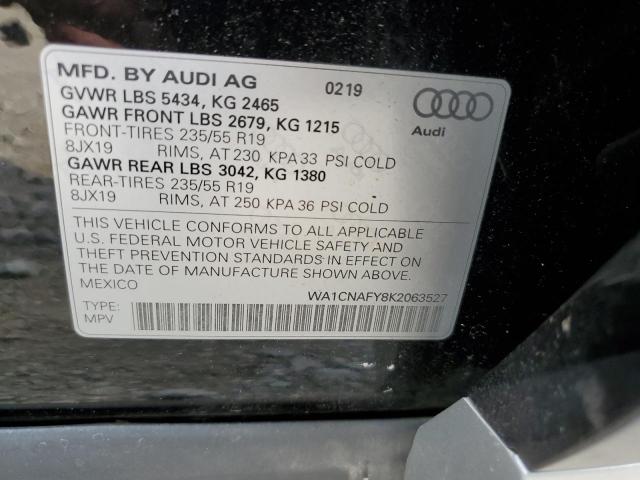 MFD. BY AUDI AG 0219
GVWR LBS 5434, KG 2465
GAWR FRONT LBS 2679, KG 1215
FRONT-TIRES 235/55 R19
8JX19 RIMS, AT 230 KPA 33 PSI COLD
GAWR REAR LBS 3042, KG 1380
REAR-TIRES 235/55 R19
8JX19 RIMS, AT 250 KPA 36 PSI COLD
Audi
THIS VEHICLE CONFORMS TO ALL APPLICABLE
U.S. FEDERAL MOTOR VEHICLE SAFETY AND
THEFT PREVENTION STANDARDS IN EFFECT ON
THE DATE OF MANUFACTURE SHOWN ABOVE.
MEXICO
WA1CNAFY8K2063527
TYPE:
MPV